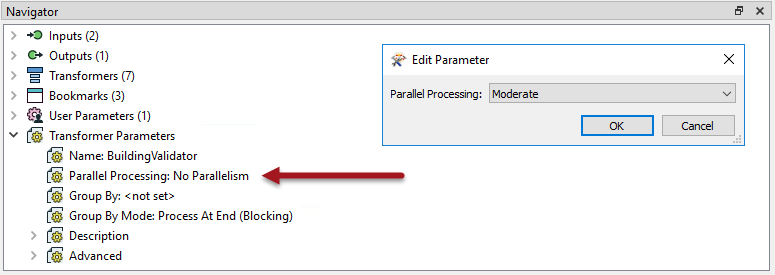 Navigator
Inputs (2)
Outputs (1)
Transformers (7)
Bookmarks (3)
User Parameters (1)
Transformer Parameters
Name: BuildingValidator
Parallel Processing: No Parallelism
Group By: <not set>
Group By Mode: Process At End (Blocking)
Description
Advanced
Edit Parameter
Parallel Processing: Moderate
OK Cancel